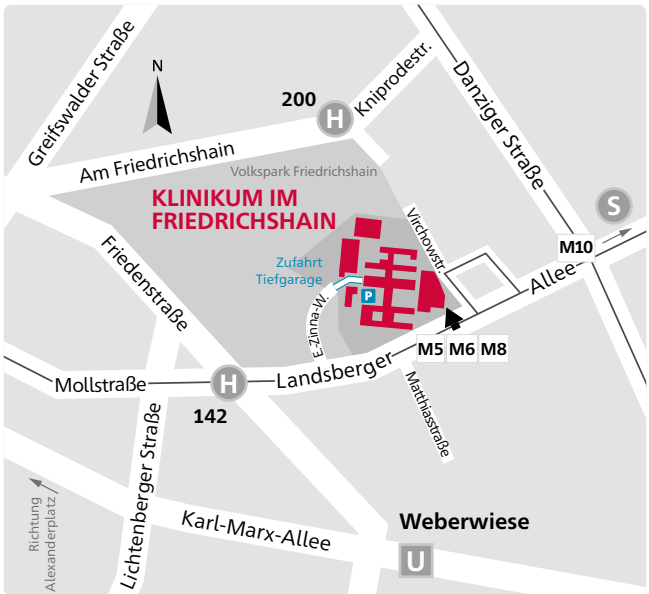 Greifswalder Straße
N
200
H
Kniprodestr.
Danziger Straße
Am Friedrichshain
Volkspark Friedrichshain
KLINIKUM IM
FRIEDRICHSHAIN
Virchowstr.
S
M10
Allee
Zufahrt
Tiefgarage
P
E.-Zinna-W.
Friedenstraße
M5 M6 M8
Landsberger
Mollstraße
H
142
Matthiasstraße
Lichtenberger Straße
Richtung
Alexanderplatz
Karl-Marx-Allee
Weberwiese
U